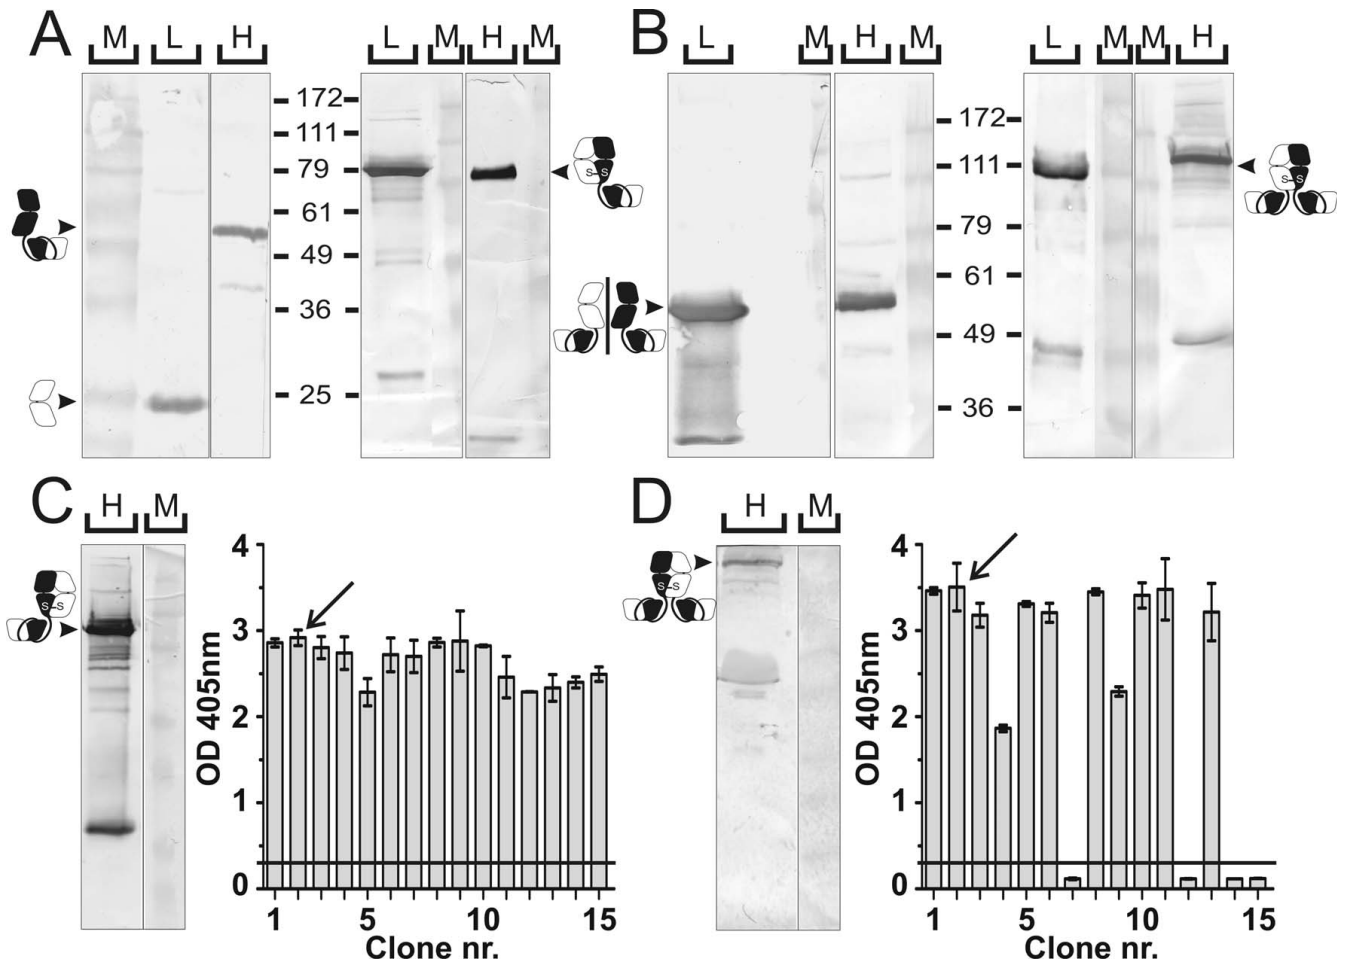 A M L H L M H M B L M H M L M M H
172 172
111 S-S 111 S-S
79 79
61 61
49 49
36 36
25
C H M D H M
4 4
S-S S-S
3 3
2 2
1 1
0 0
OD 405nm OD 405nm
1 5 10 15 1 5 10 15
Clone nr. Clone nr.